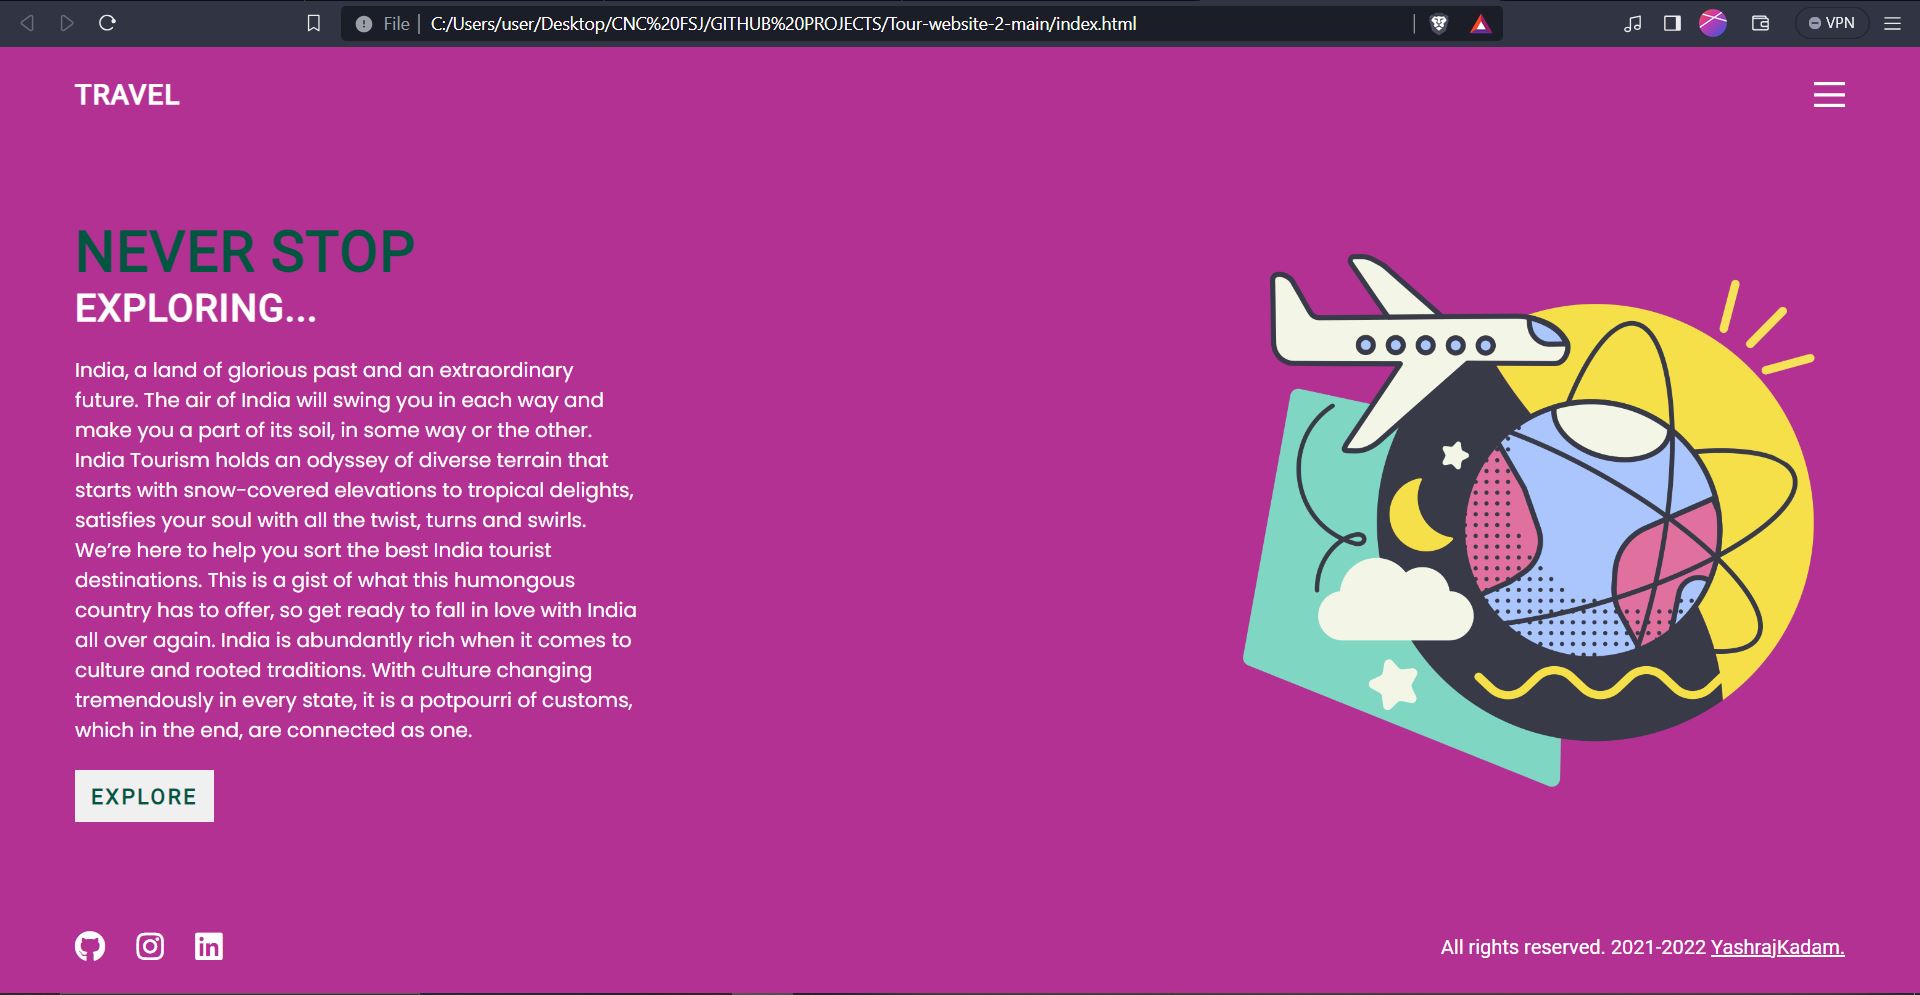 File | C:/Users/user/Desktop/CNC%20FSJ/GITHUB%20PROJECTS/Tour-website-2-main/index.html
VPN
TRAVEL
NEVER STOP
EXPLORING...
India, a land of glorious past and an extraordinary
future. The air of India will swing you in each way and
make you a part of its soil, in some way or the other.
India Tourism holds an odyssey of diverse terrain that
starts with snow-covered elevations to tropical delights,
satisfies your soul with all the twist, turns and swirls.
We’re here to help you sort the best India tourist
destinations. This is a gist of what this humongous
country has to offer, so get ready to fall in love with India
all over again. India is abundantly rich when it comes to
culture and rooted traditions. With culture changing
tremendously in every state, it is a potpourri of customs,
which in the end, are connected as one.
EXPLORE
in
All rights reserved. 2021-2022 YashrajKadam.